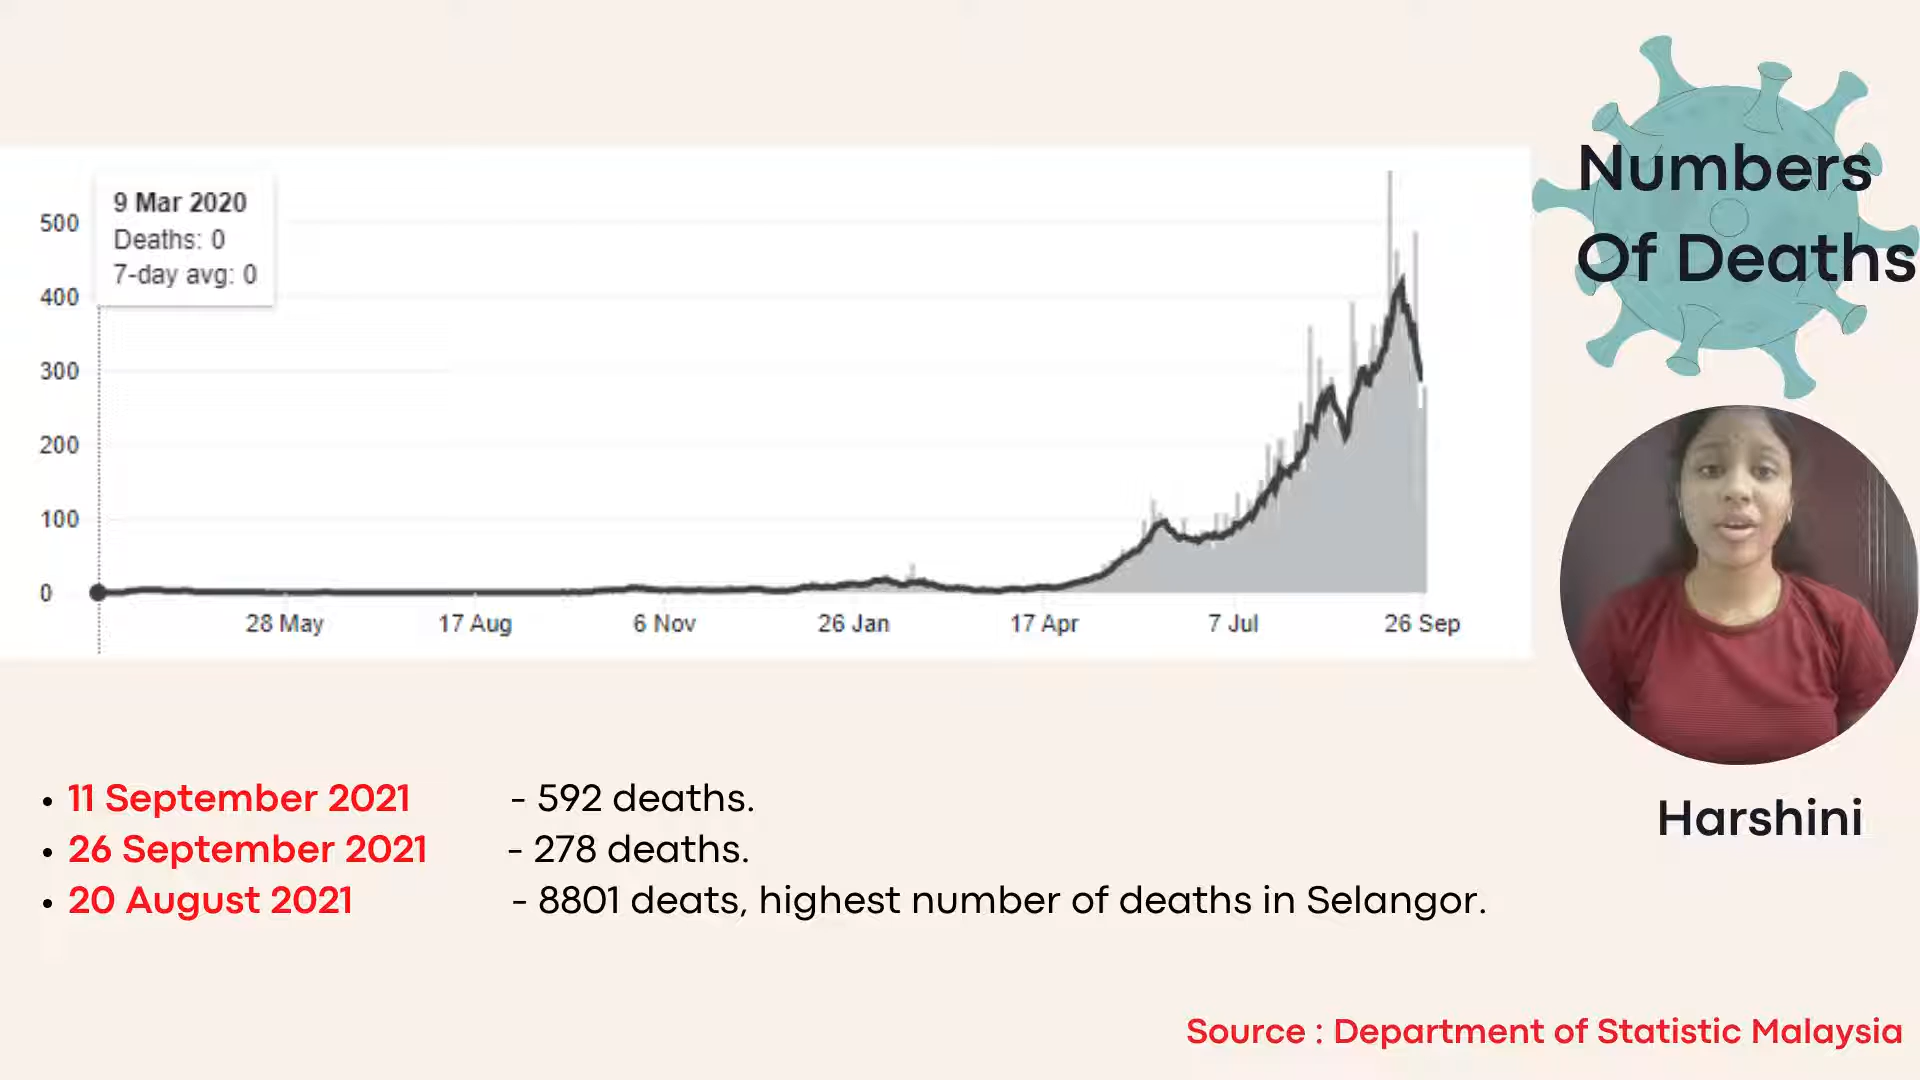 Numbers
Of Deaths
9 Mar 2020
Deaths: 0
7-day avg: 0
500
400
300
200
100
0
28 May 17 Aug 6 Nov 26 Jan 17 Apr 7 Jul 26 Sep
Harshini
• 11 September 2021 - 592 deaths.
• 26 September 2021 - 278 deaths.
• 20 August 2021 - 8801 deats, highest number of deaths in Selangor.
Source : Department of Statistic Malaysia